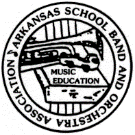 ARKANSAS SCHOOL BAND AND ORCHESTRA ASSOCIATION
MUSIC
EDUCATION